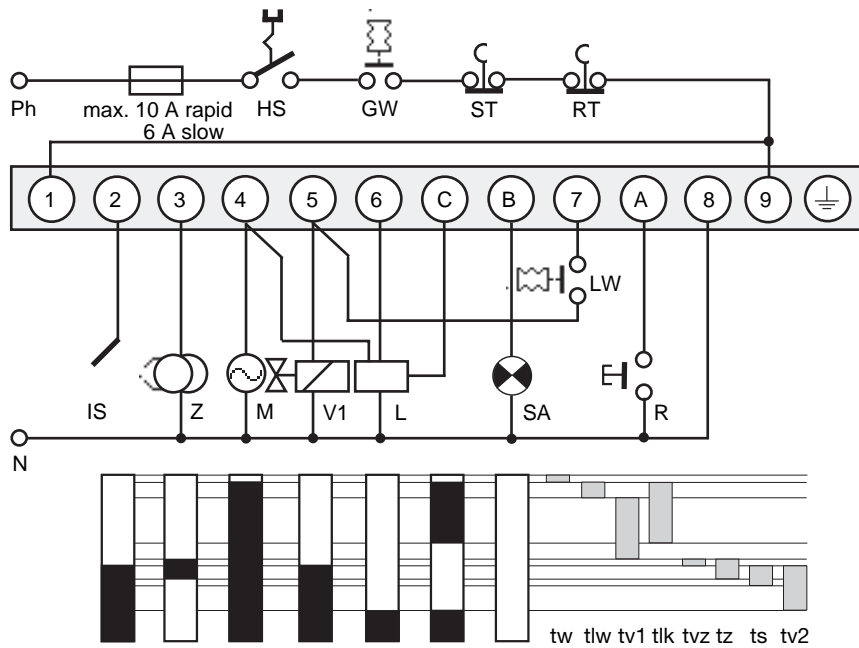 Ph
max. 10 A rapid
6 A slow
HS
GW
ST
RT
1 2 3 4 5 6 C B 7 A 8 9
LW
IS Z M V1 L SA R
N
tw tlw tv1 tlk tvz tz ts tv2